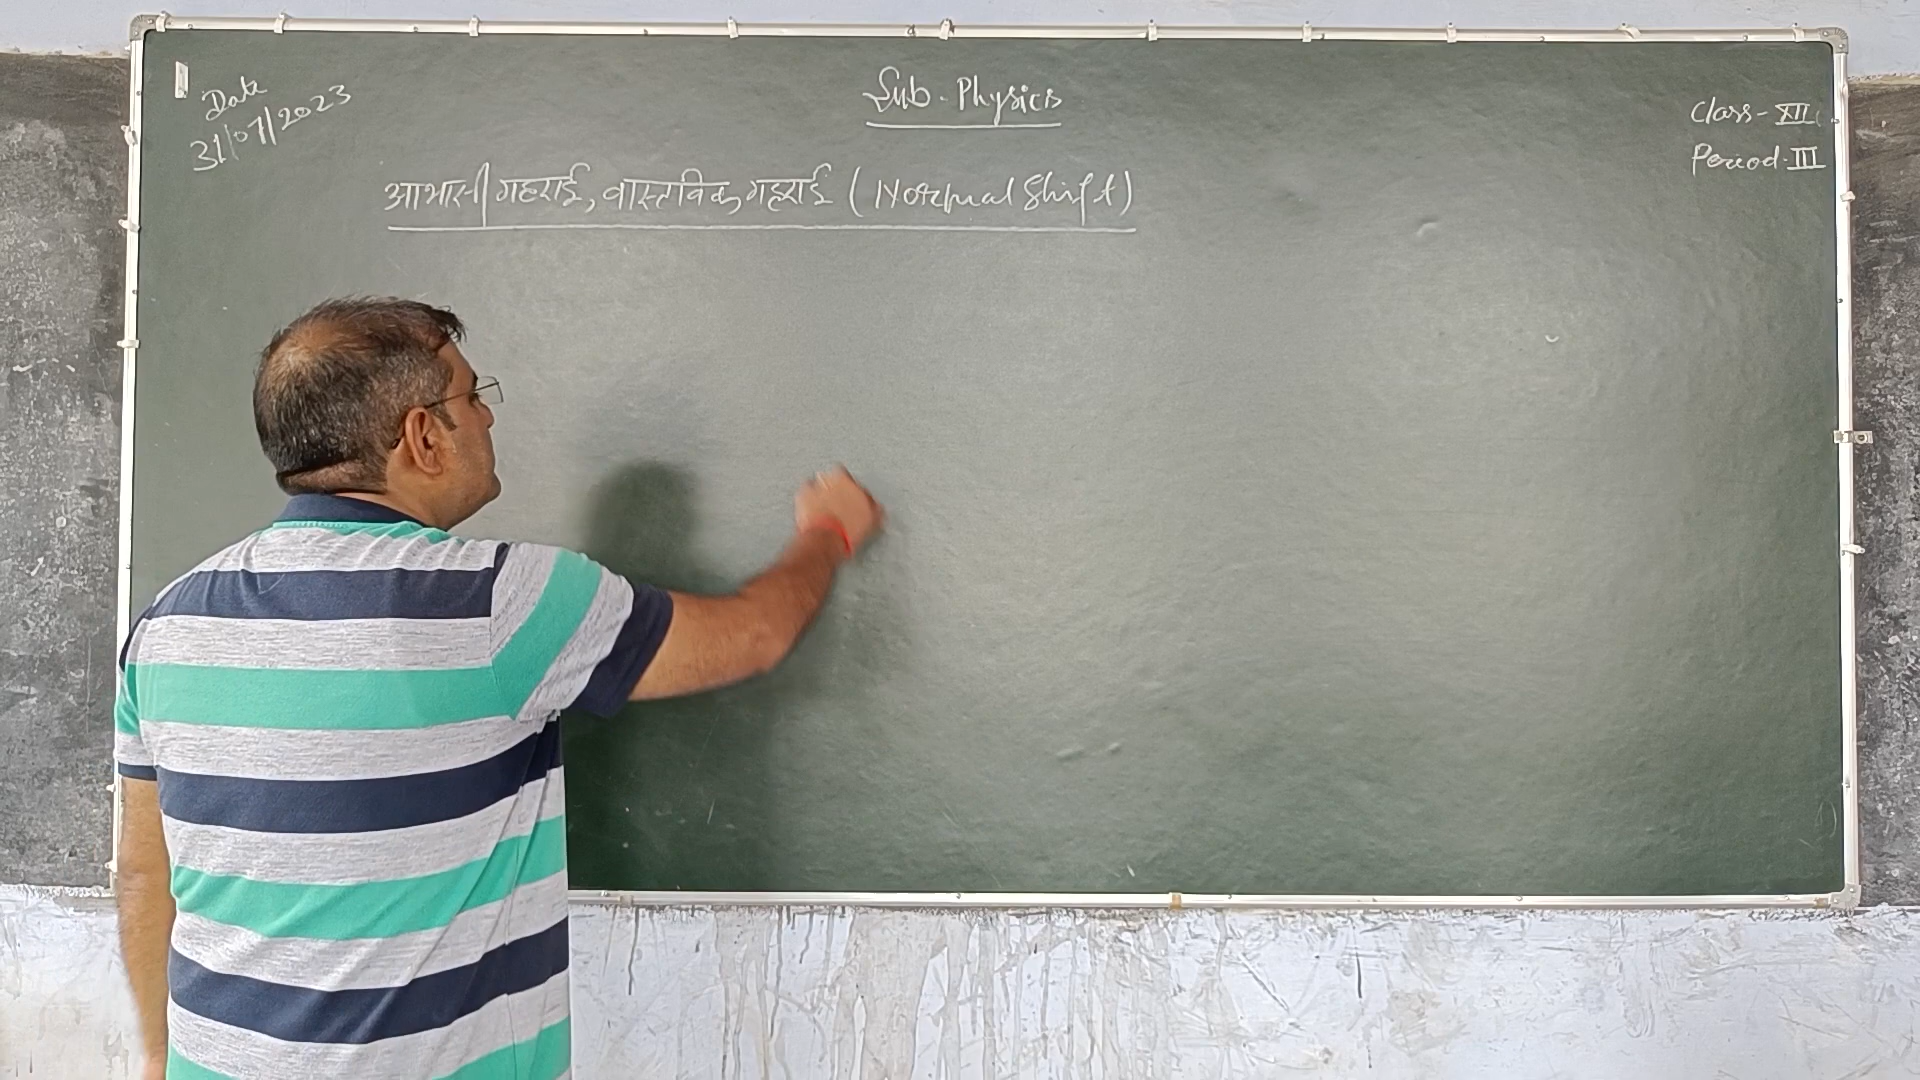 Date
31/07/2023
Sub - Physics
Class - XII
Period - III
आभासी गहराई, वास्तविक गहराई (Normal Shift)